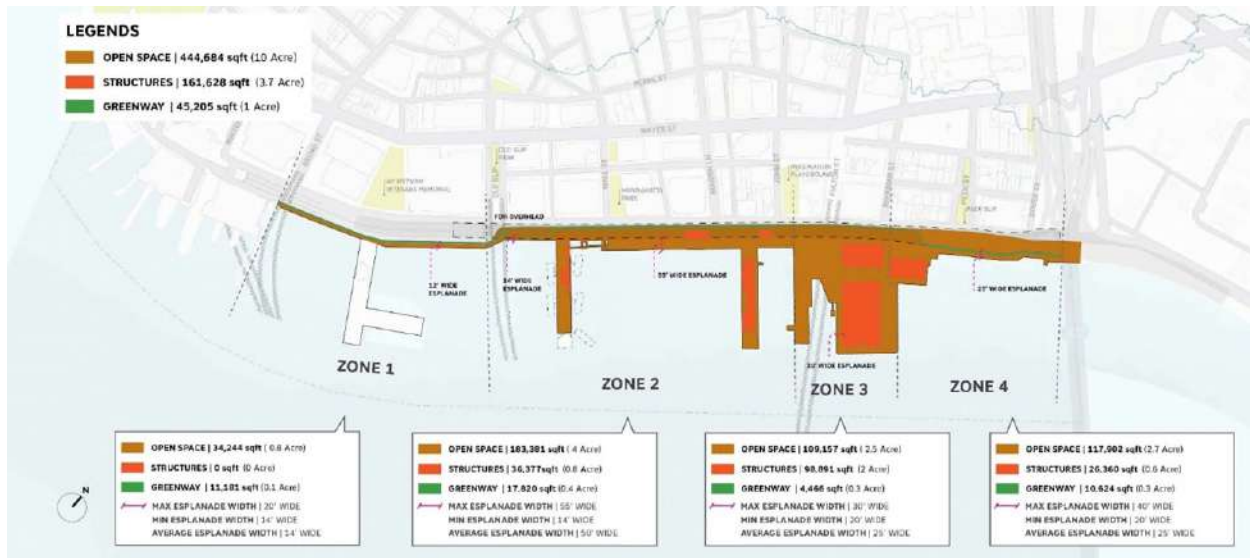 LEGENDS
OPEN SPACE | 444,684 sqft (10 Acre)
STRUCTURES | 161,628 sqft (3.7 Acre)
GREENWAY | 45,205 sqft (1 Acre)
WATER ST
OLD SLIP PARK
VETERANS MEMORIAL
FDR OVERHEAD
12' WIDE ESPLANADE
WIDE ESPLANADE
55' WIDE ESPLANADE
WIDE ESPLANADE
WIDE ESPLANADE
ZONE 1
ZONE 2
ZONE 3
ZONE 4
N
OPEN SPACE | 34,244 sqft (0.8 Acre)
STRUCTURES | 0 sqft (0 Acre)
GREENWAY | 11,181 sqft (0.1 Acre)
MAX ESPLANADE WIDTH | 20' WIDE
MIN ESPLANADE WIDTH | 14' WIDE
AVERAGE ESPLANADE WIDTH | 14' WIDE
OPEN SPACE | 183,381 sqft ( 4 Acre)
STRUCTURES | 36,377sqft (0.8 Acre)
GREENWAY | 17,820 sqft (0.4 Acre)
MAX ESPLANADE WIDTH | 55' WIDE
MIN ESPLANADE WIDTH | 14' WIDE
AVERAGE ESPLANADE WIDTH | 50' WIDE
OPEN SPACE | 109,157 sqft ( 2.5 Acre)
STRUCTURES | 98,891 sqft (2 Acre)
GREENWAY | 4,466 sqft (0.3 Acre)
MAX ESPLANADE WIDTH | 30' WIDE
MIN ESPLANADE WIDTH | 20' WIDE
AVERAGE ESPLANADE WIDTH | 25' WIDE
OPEN SPACE | 117,902 sqft (2.7 Acre)
STRUCTURES | 26,360 sqft (0.6 Acre)
GREENWAY | 10,624 sqft (0.3 Acre)
MAX ESPLANADE WIDTH | 40' WIDE
MIN ESPLANADE WIDTH | 20' WIDE
AVERAGE ESPLANADE WIDTH | 25' WIDE